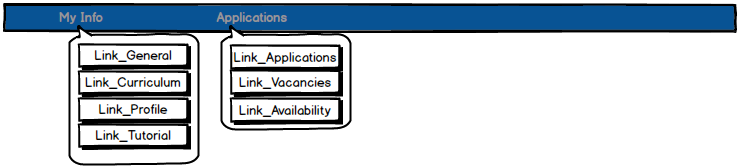 My Info
Applications
Link_General
Link_Curriculum
Link_Profile
Link_Tutorial
Link_Applications
Link_Vacancies
Link_Availability